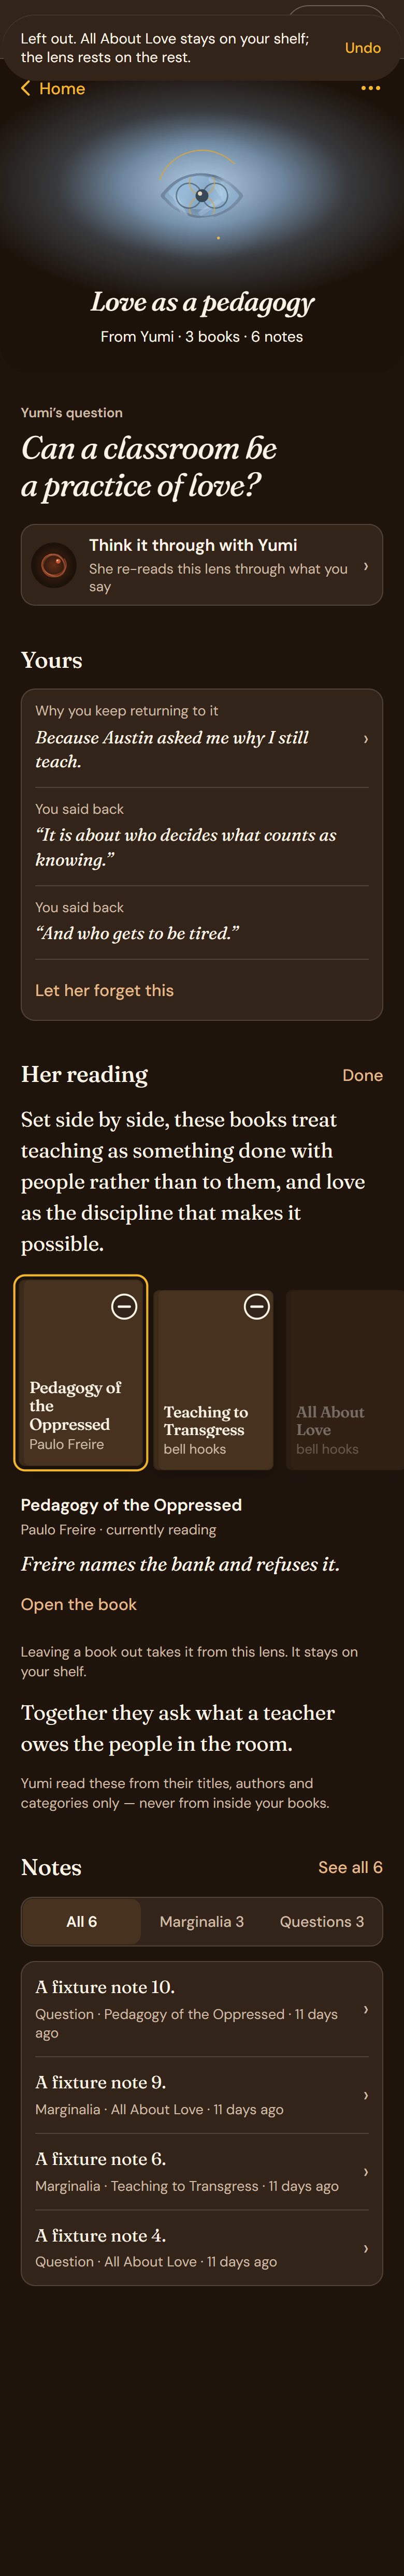 Left out. All About Love stays on your shelf;
the lens rests on the rest.
Undo
Home
Love as a pedagogy
From Yumi · 3 books · 6 notes
Yumi’s question
Can a classroom be
a practice of love?
Think it through with Yumi
She re-reads this lens through what you
say
Yours
Why you keep returning to it
Because Austin asked me why I still
teach.
You said back
“It is about who decides what counts as
knowing.”
You said back
“And who gets to be tired.”
Let her forget this
Her reading
Done
Set side by side, these books treat
teaching as something done with
people rather than to them, and love
as the discipline that makes it
possible.
Pedagogy of
the
Oppressed
Paulo Freire
Teaching to
Transgress
bell hooks
All About
Love
bell hooks
Pedagogy of the Oppressed
Paulo Freire · currently reading
Freire names the bank and refuses it.
Open the book
Leaving a book out takes it from this lens. It stays on
your shelf.
Together they ask what a teacher
owes the people in the room.
Yumi read these from their titles, authors and
categories only — never from inside your books.
Notes
See all 6
All 6
Marginalia 3
Questions 3
A fixture note 10.
Question · Pedagogy of the Oppressed · 11 days
ago
A fixture note 9.
Marginalia · All About Love · 11 days ago
A fixture note 6.
Marginalia · Teaching to Transgress · 11 days ago
A fixture note 4.
Question · All About Love · 11 days ago